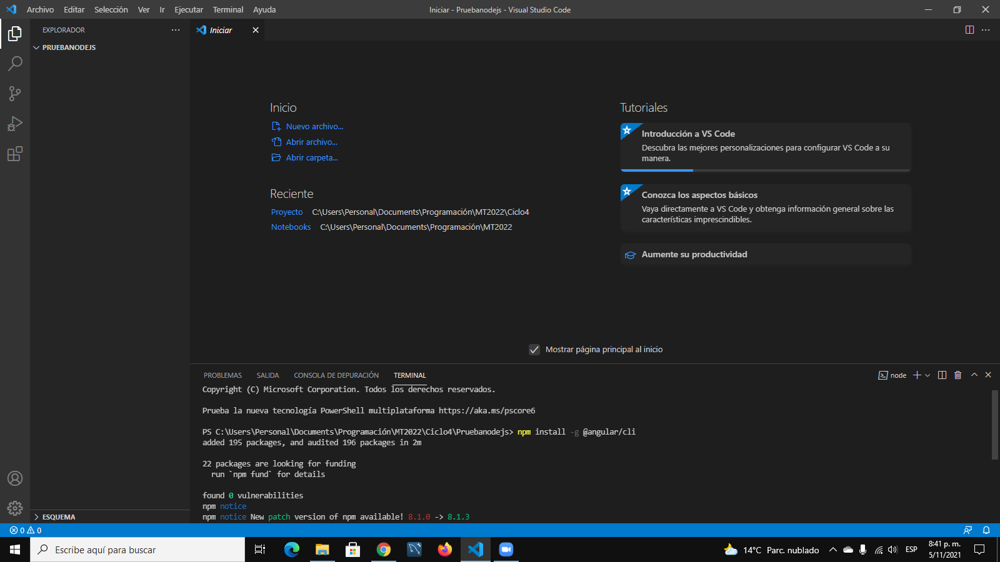 Archivo Editar Selección Ver Ir Ejecutar Terminal Ayuda
Iniciar - Pruebanodejs - Visual Studio Code
EXPLORADOR
Iniciar
PRUEBANODEJS
Inicio
Nuevo archivo...
Abrir archivo...
Abrir carpeta...
Reciente
Proyecto C:\Users\Personal\Documents\Programación\MT2022\Ciclo4
Notebooks C:\Users\Personal\Documents\Programación\MT2022
Tutoriales
Introducción a VS Code
Descubra las mejores personalizaciones para configurar VS Code a su
manera.
Conozca los aspectos básicos
Vaya directamente a VS Code y obtenga información general sobre las
características imprescindibles.
Aumente su productividad
Mostrar página principal al inicio
PROBLEMAS SALIDA CONSOLA DE DEPURACIÓN TERMINAL
node
Copyright (C) Microsoft Corporation. Todos los derechos reservados.
Prueba la nueva tecnología PowerShell multiplataforma https://aka.ms/pscore6
PS C:\Users\Personal\Documents\Programación\MT2022\Ciclo4\Pruebanodejs> npm install -g @angular/cli
added 195 packages, and audited 196 packages in 2m
22 packages are looking for funding
run `npm fund` for details
found 0 vulnerabilities
npm notice
npm notice New patch version of npm available! 8.1.0 -> 8.1.3
ESQUEMA
0 0
Escribe aquí para buscar
14°C Parc. nublado
ESP
8:41 p. m.
5/11/2021